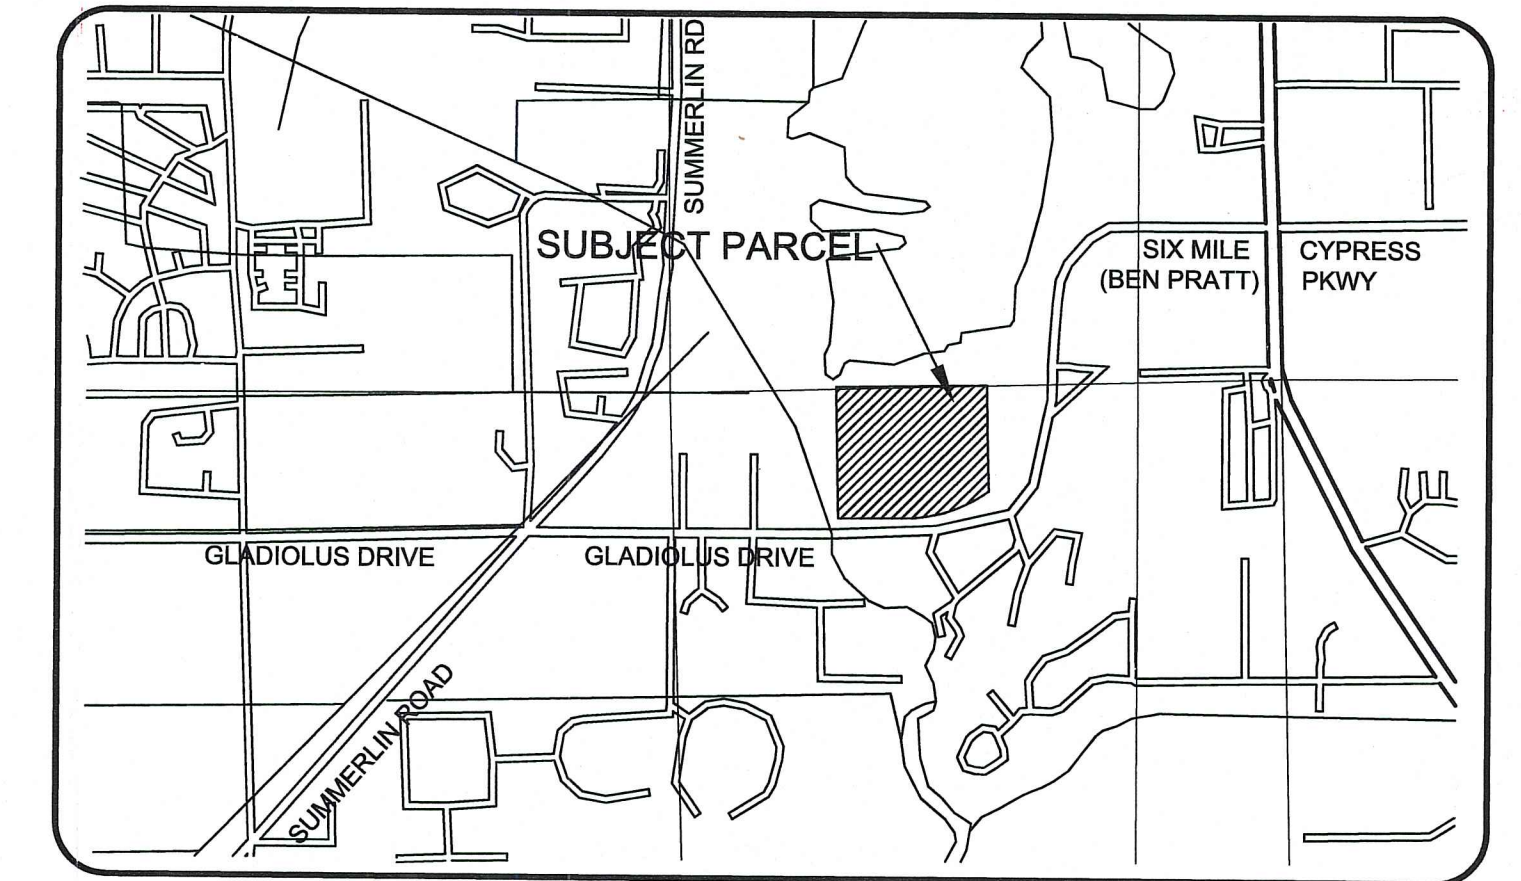 SUMMERLIN RD
SUBJECT PARCEL
SIX MILE
(BEN PRATT)
CYPRESS
PKWY
GLADIOLUS DRIVE
GLADIOLUS DRIVE
SUMMERLIN ROAD